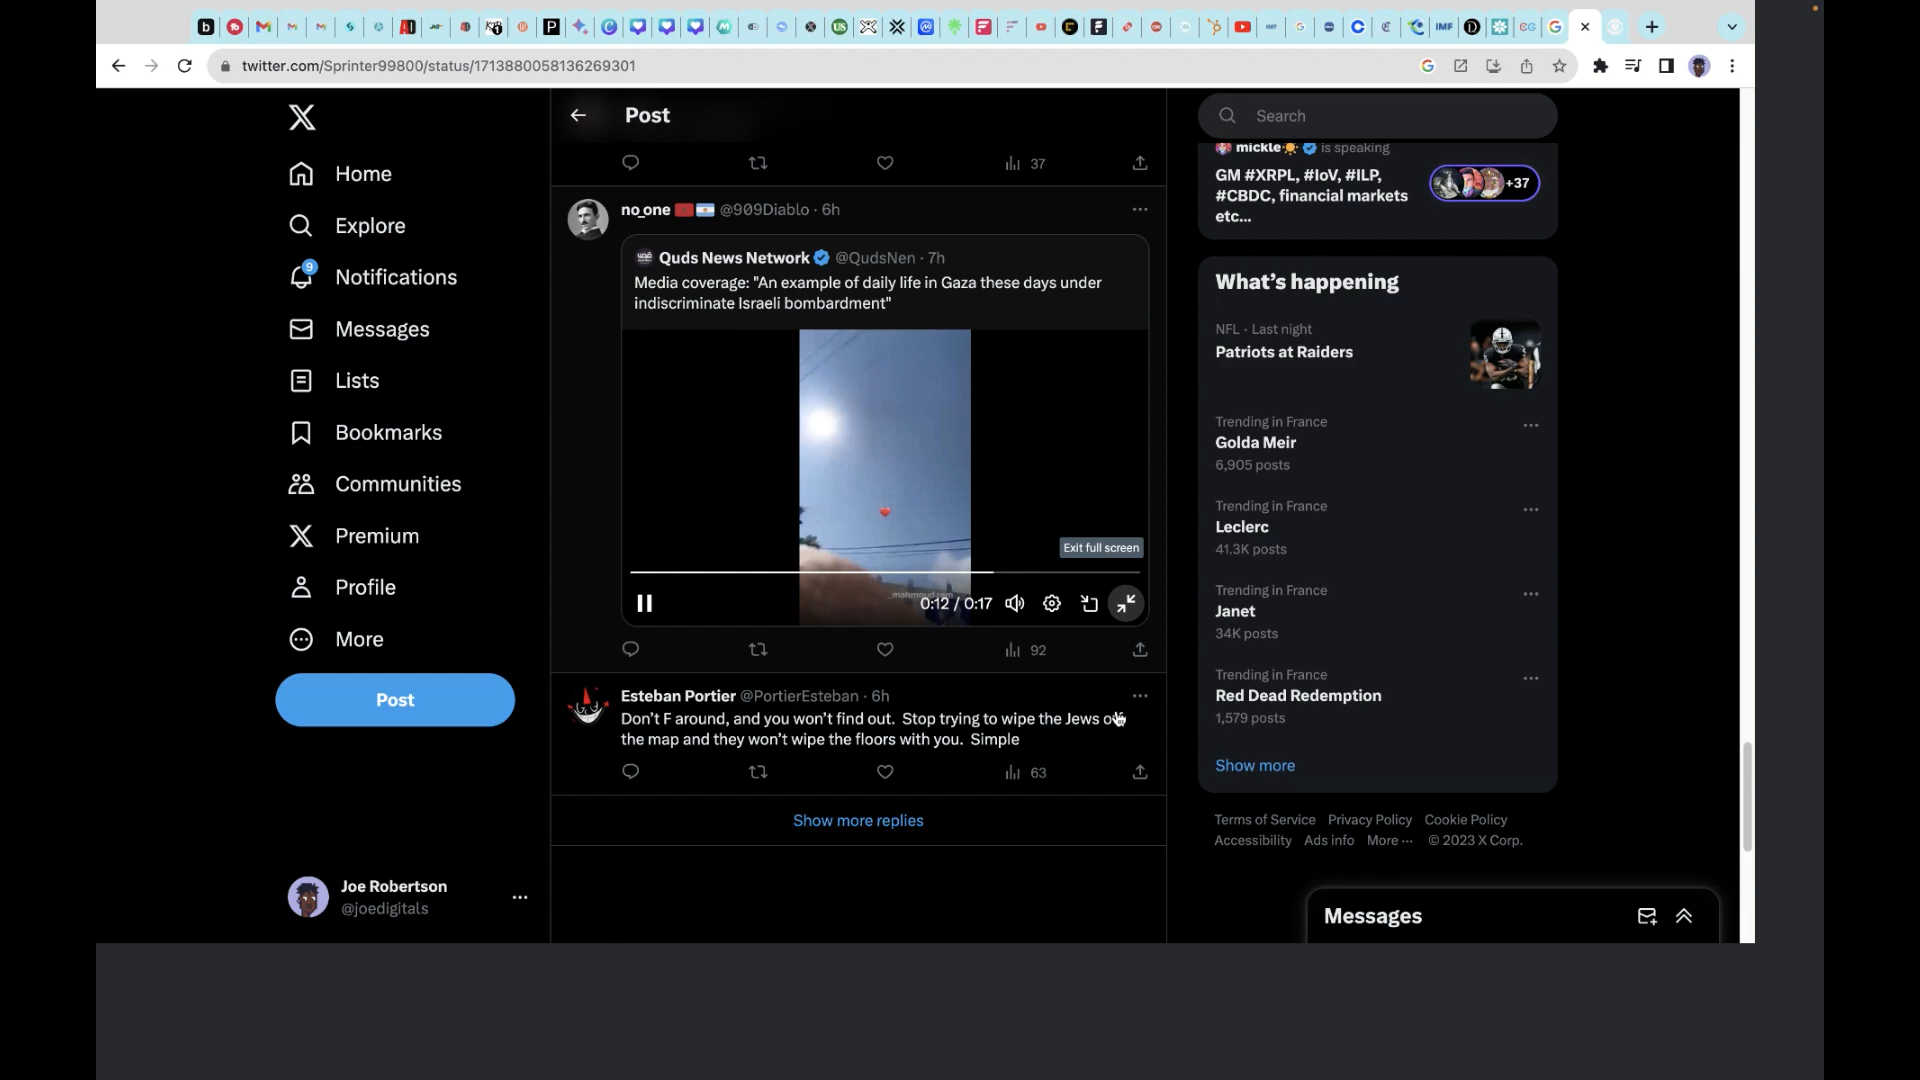 twitter.com/Sprinter99800/status/1713880058136269301
Home
Explore
9
Notifications
Messages
Lists
Bookmarks
Communities
Premium
Profile
More
Post
Joe Robertson
@joedigitals
Post
37
no_one @909Diablo · 6h
Quds News Network @QudsNen · 7h
Media coverage: "An example of daily life in Gaza these days under
indiscriminate Israeli bombardment"
Exit full screen
_mahmoud.ram
0:12 / 0:17
92
Esteban Portier @PortierEsteban · 6h
Don't F around, and you won't find out. Stop trying to wipe the Jews
the map and they won't wipe the floors with you. Simple
63
Show more replies
Search
mickle is speaking
GM #XRPL, #IoV, #ILP,
#CBDC, financial markets
etc...
+37
What's happening
NFL · Last night
Patriots at Raiders
Trending in France
Golda Meir
6,905 posts
Trending in France
Leclerc
41.3K posts
Trending in France
Janet
34K posts
Trending in France
Red Dead Redemption
1,579 posts
Show more
Terms of Service Privacy Policy Cookie Policy
Accessibility Ads info More ··· © 2023 X Corp.
Messages